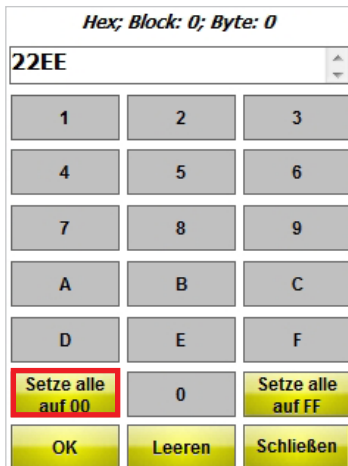 Hex; Block: 0; Byte: 0
22EE
1 2 3
4 5 6
7 8 9
A B C
D E F
Setze alle auf 00 0 Setze alle auf FF
OK Leeren Schließen